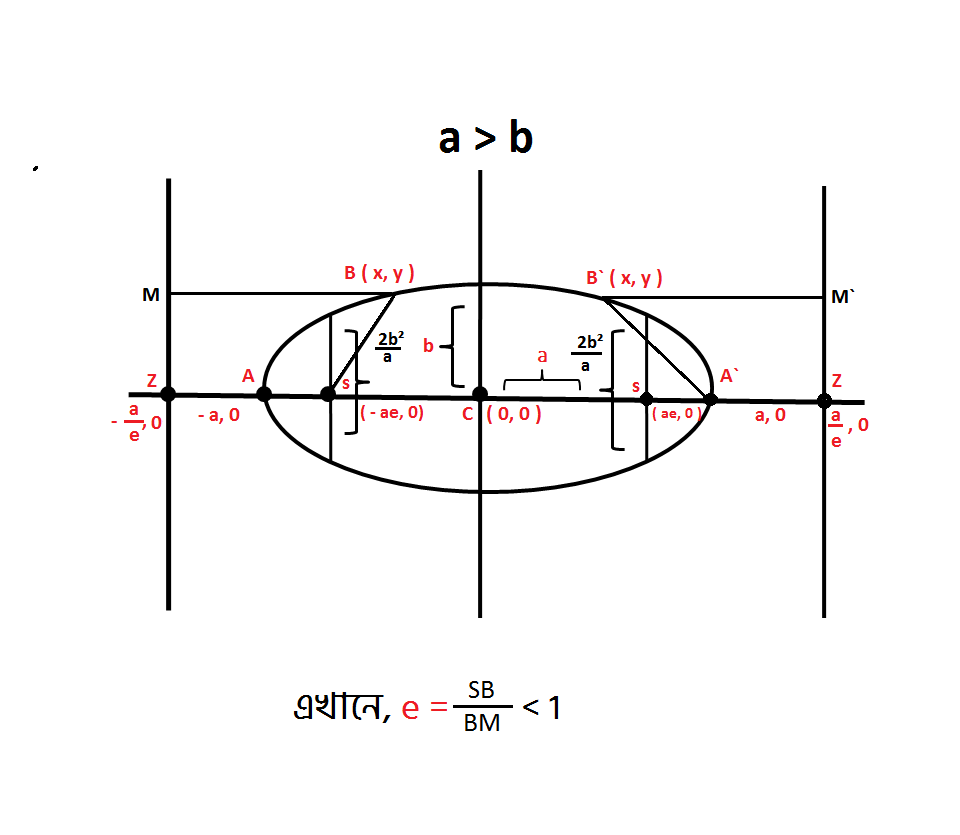 a > b
B ( x, y )
B` ( x, y )
M
M`
2b²
a
b
2b²
a
a
Z
A
s
s
A`
Z
- a/e, 0
- a, 0
( - ae, 0)
C ( 0, 0 )
( ae, 0 )
a, 0
a/e , 0
এখানে, e = SB/BM < 1